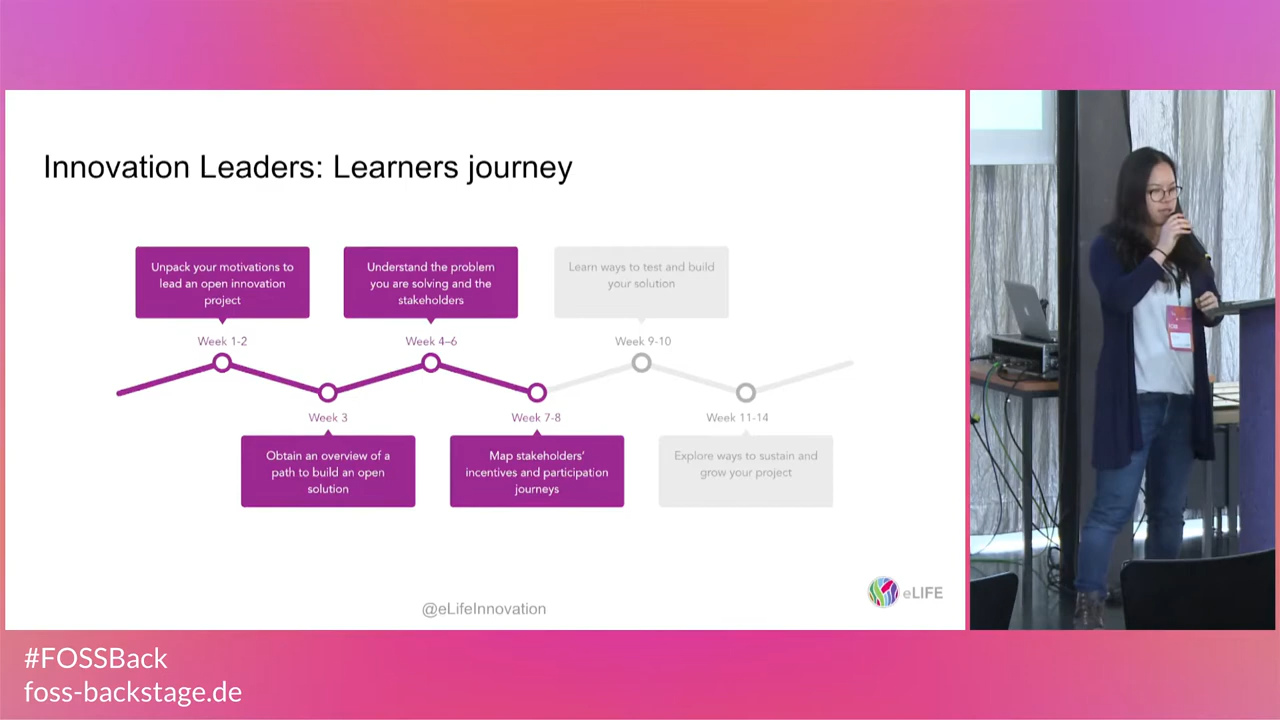 Innovation Leaders: Learners journey
Unpack your motivations to
lead an open innovation
project
Understand the problem
you are solving and the
stakeholders
Learn ways to test and build
your solution
Week 1-2
Week 4–6
Week 9-10
Week 3
Week 7-8
Week 11-14
Obtain an overview of a
path to build an open
solution
Map stakeholders’
incentives and participation
journeys
Explore ways to sustain and
grow your project
@eLifeInnovation
eLIFE
#FOSSBack
foss-backstage.de